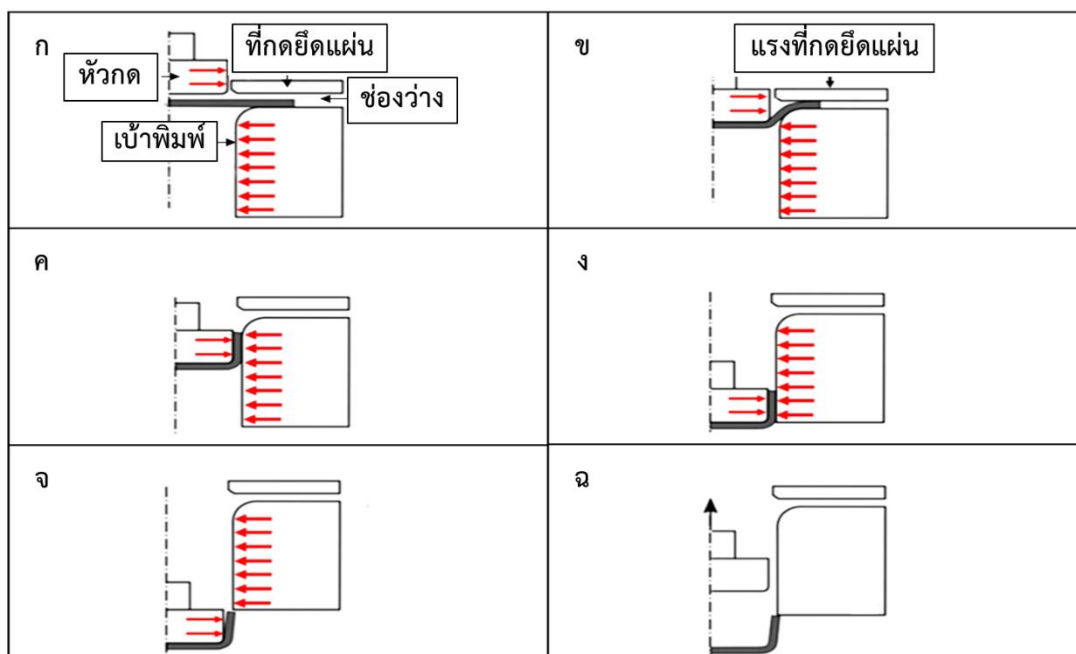 ก
ที่กดยึดแผ่น
หัวกด
ช่องว่าง
เบ้าพิมพ์
ข
แรงที่กดยึดแผ่น
ค
ง
จ
ฉ